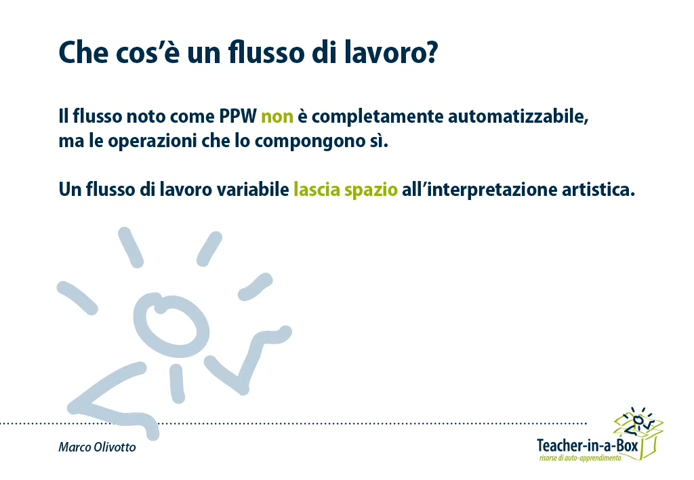 Che cos’è un flusso di lavoro?
Il flusso noto come PPW non è completamente automatizzabile,
ma le operazioni che lo compongono sì.
Un flusso di lavoro variabile lascia spazio all’interpretazione artistica.
Marco Olivotto
Teacher-in-a-Box
risorse di auto-apprendimento